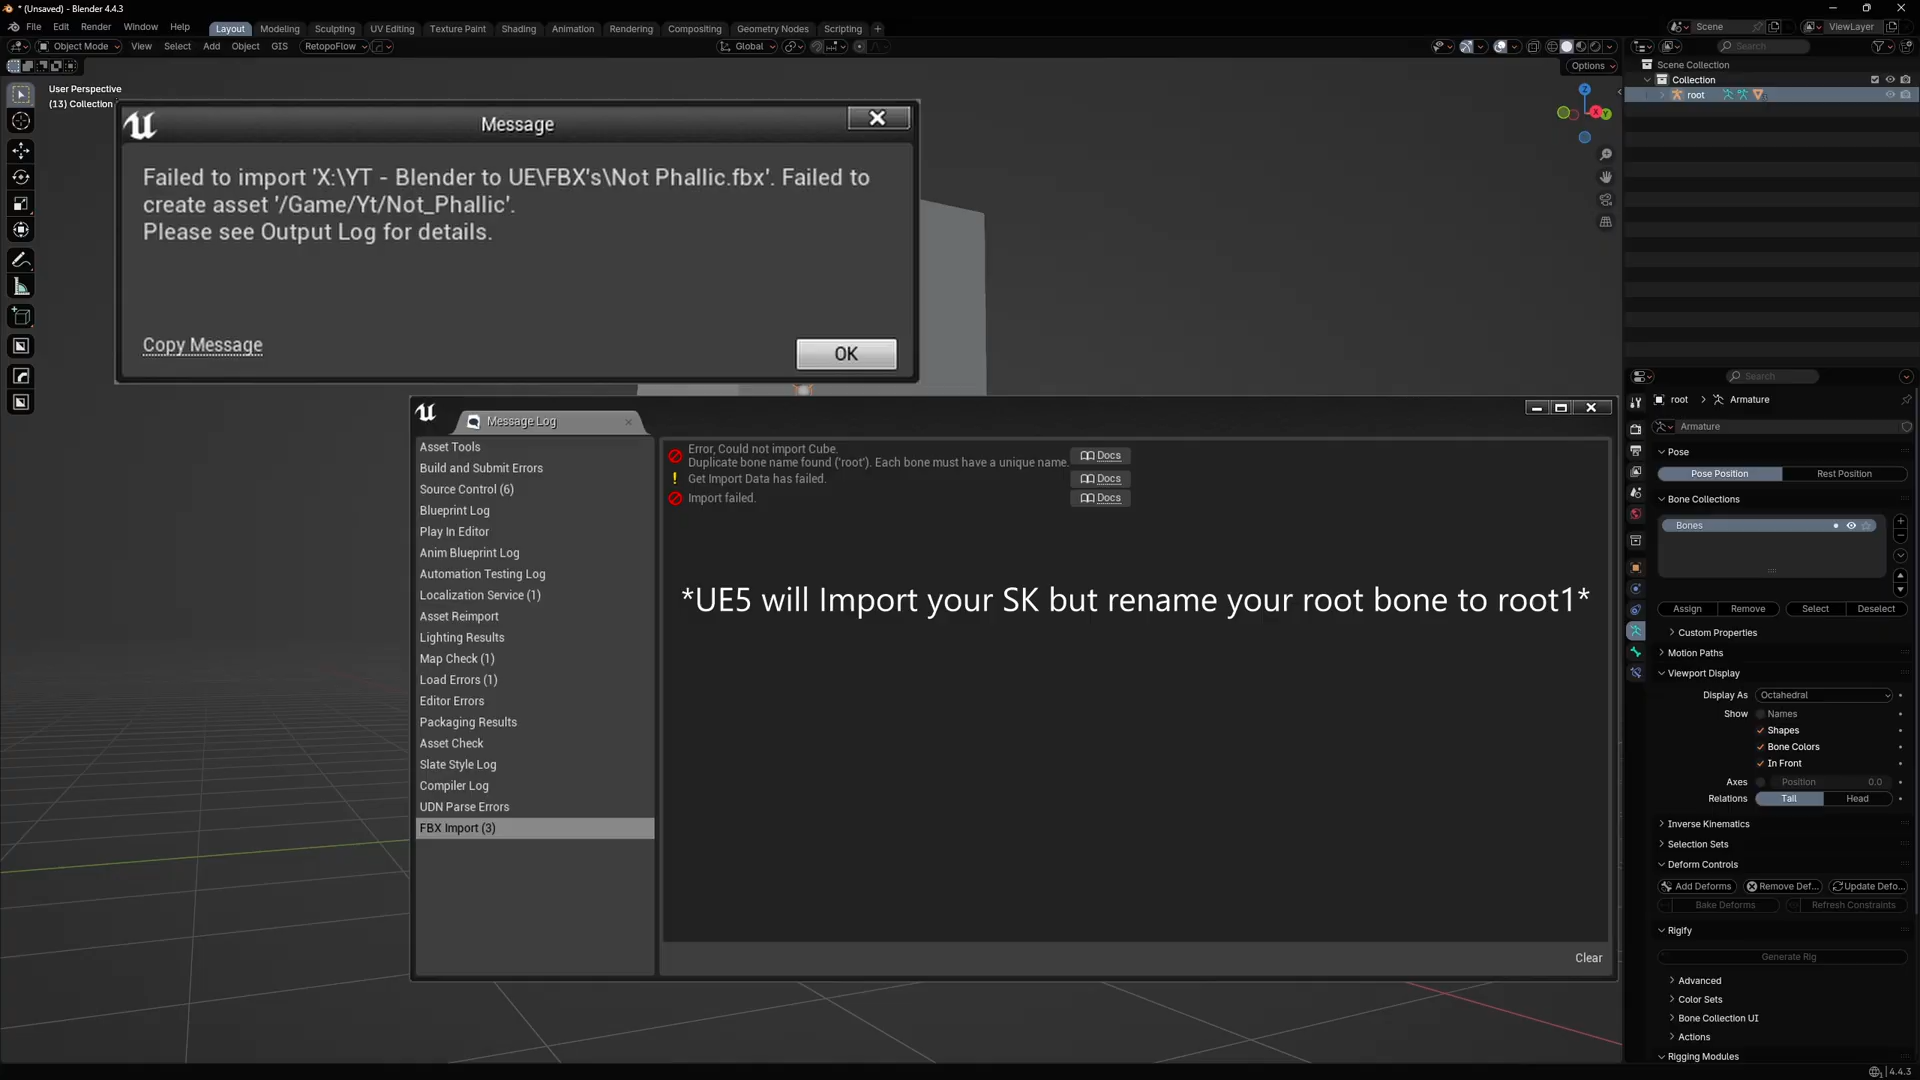 * (Unsaved) - Blender 4.4.3
File Edit Render Window Help Layout Modeling Sculpting UV Editing Texture Paint Shading Animation Rendering Compositing Geometry Nodes Scripting + Scene ViewLayer
Object Mode View Select Add Object GIS RetopoFlow Global Search
Options
User Perspective
(13) Collection
Scene Collection
Collection
root
Message
Failed to import 'X:\YT - Blender to UE\FBX's\Not Phallic.fbx'. Failed to
create asset '/Game/Yt/Not_Phallic'.
Please see Output Log for details.
Copy Message
OK
Message Log
Asset Tools
Build and Submit Errors
Source Control (6)
Blueprint Log
Play In Editor
Anim Blueprint Log
Automation Testing Log
Localization Service (1)
Asset Reimport
Lighting Results
Map Check (1)
Load Errors (1)
Editor Errors
Packaging Results
Asset Check
Slate Style Log
Compiler Log
UDN Parse Errors
FBX Import (3)
Error, Could not import Cube.
Duplicate bone name found ('root'). Each bone must have a unique name. Docs
Get Import Data has failed. Docs
Import failed. Docs
*UE5 will Import your SK but rename your root bone to root1*
Clear
Search
root > Armature
Armature
Pose
Pose Position Rest Position
Bone Collections
Bones
Assign Remove Select Deselect
Custom Properties
Motion Paths
Viewport Display
Display As Octahedral
Show Names
Shapes
Bone Colors
In Front
Axes Position 0.0
Relations Tail Head
Inverse Kinematics
Selection Sets
Deform Controls
Add Deforms Remove Def... Update Defo...
Bake Deforms Refresh Constraints
Rigify
Generate Rig
Advanced
Color Sets
Bone Collection UI
Actions
Rigging Modules
4.4.3